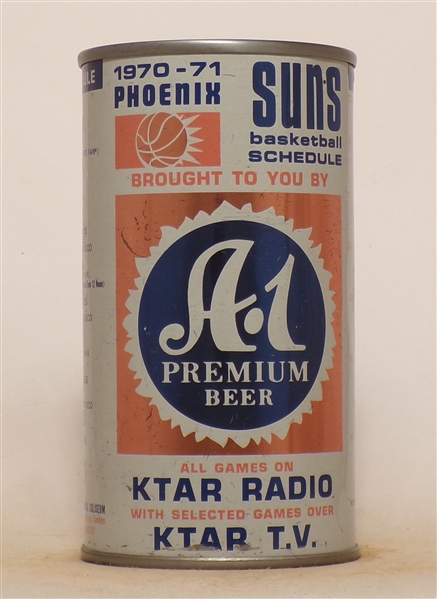 1970-71
PHOENIX
SUNS
basketball
SCHEDULE
BROUGHT TO YOU BY
A·1
PREMIUM
BEER
ALL GAMES ON
KTAR RADIO
WITH SELECTED GAMES OVER
KTAR T.V.
COLISEUM